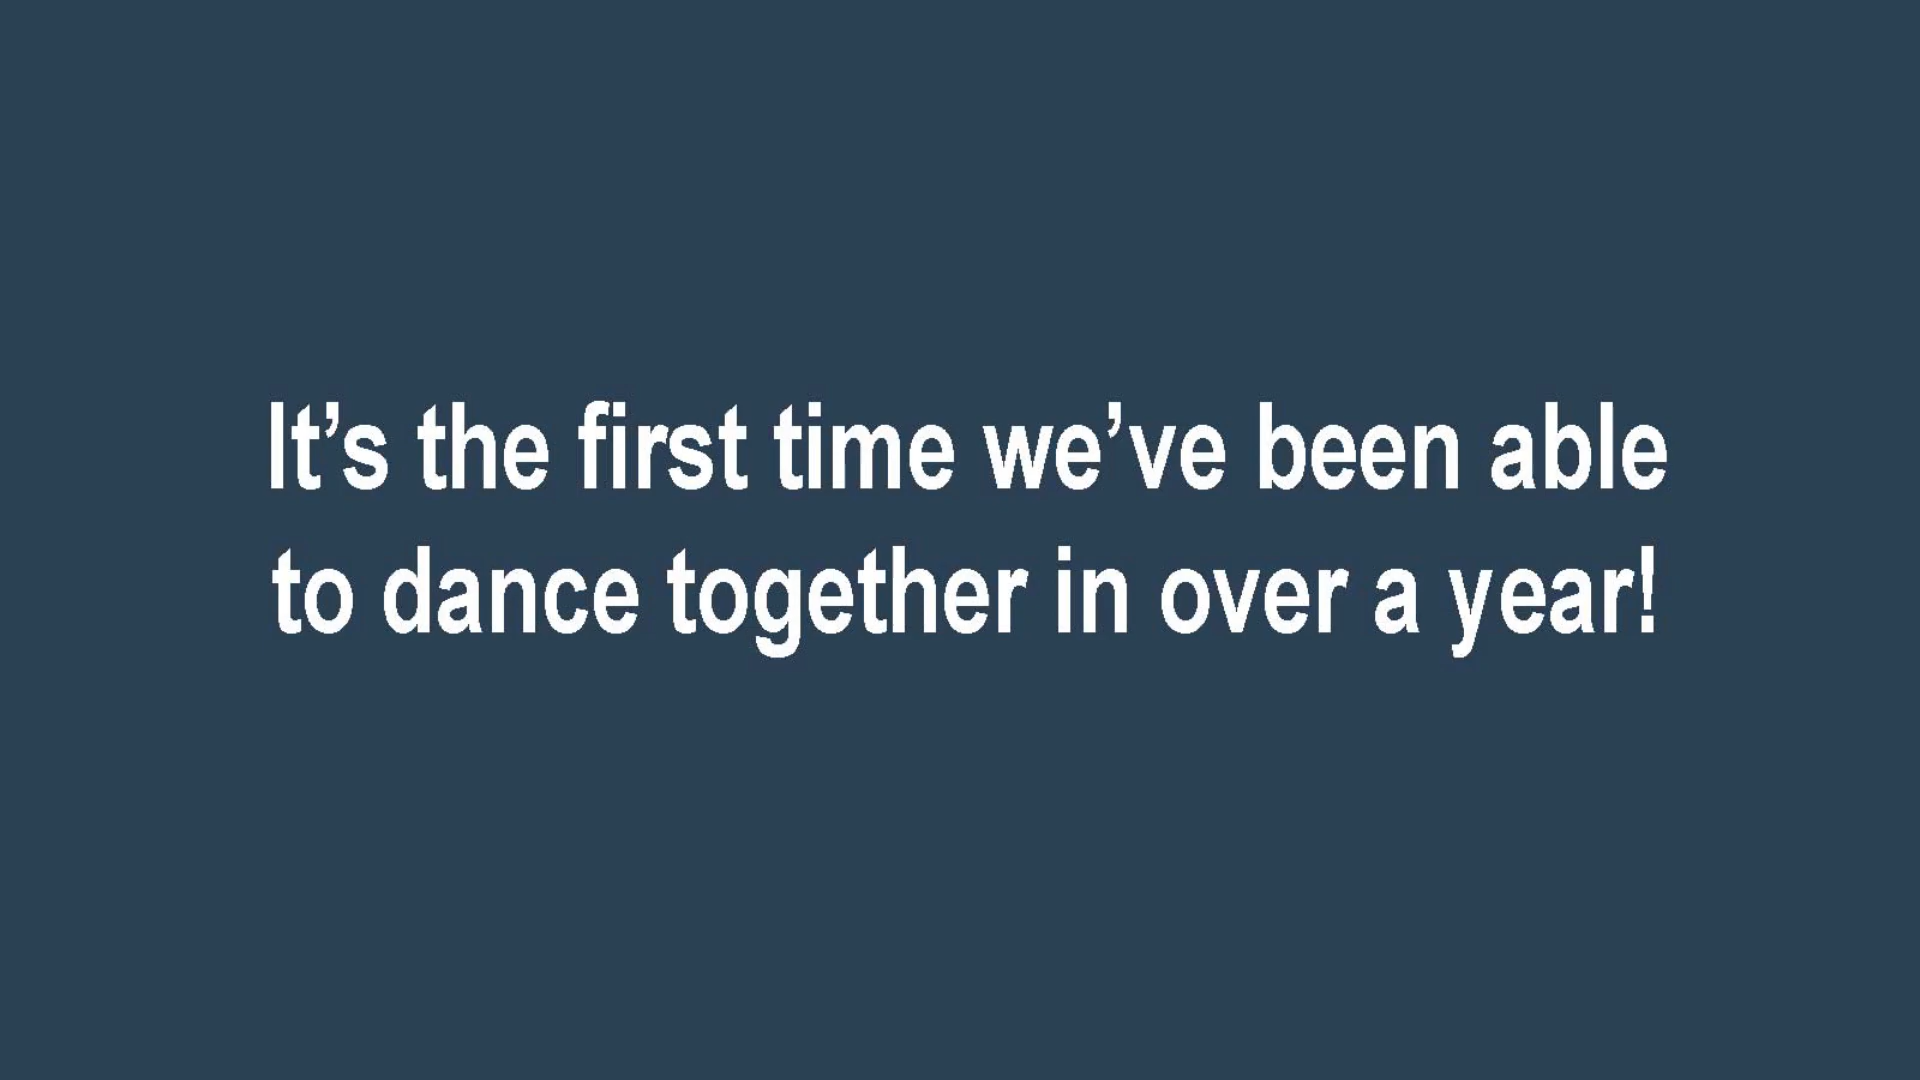 It’s the first time we’ve been able
to dance together in over a year!